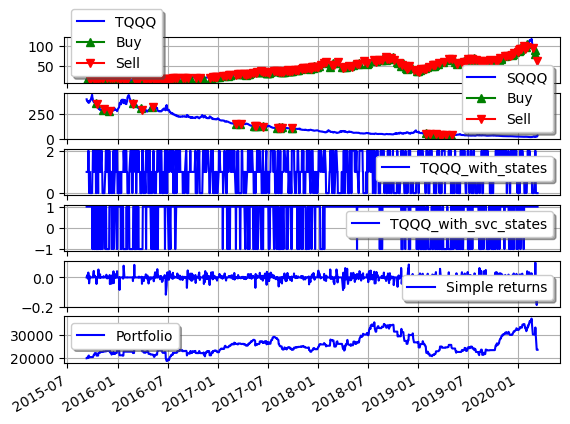 TQQQ
Buy
Sell
100
50
SQQQ
Buy
Sell
250
0
2
0
TQQQ_with_states
1
0
−1
TQQQ_with_svc_states
0.0
−0.2
Simple returns
30000
20000
Portfolio
2015-07
2016-01
2016-07
2017-01
2017-07
2018-01
2018-07
2019-01
2019-07
2020-01